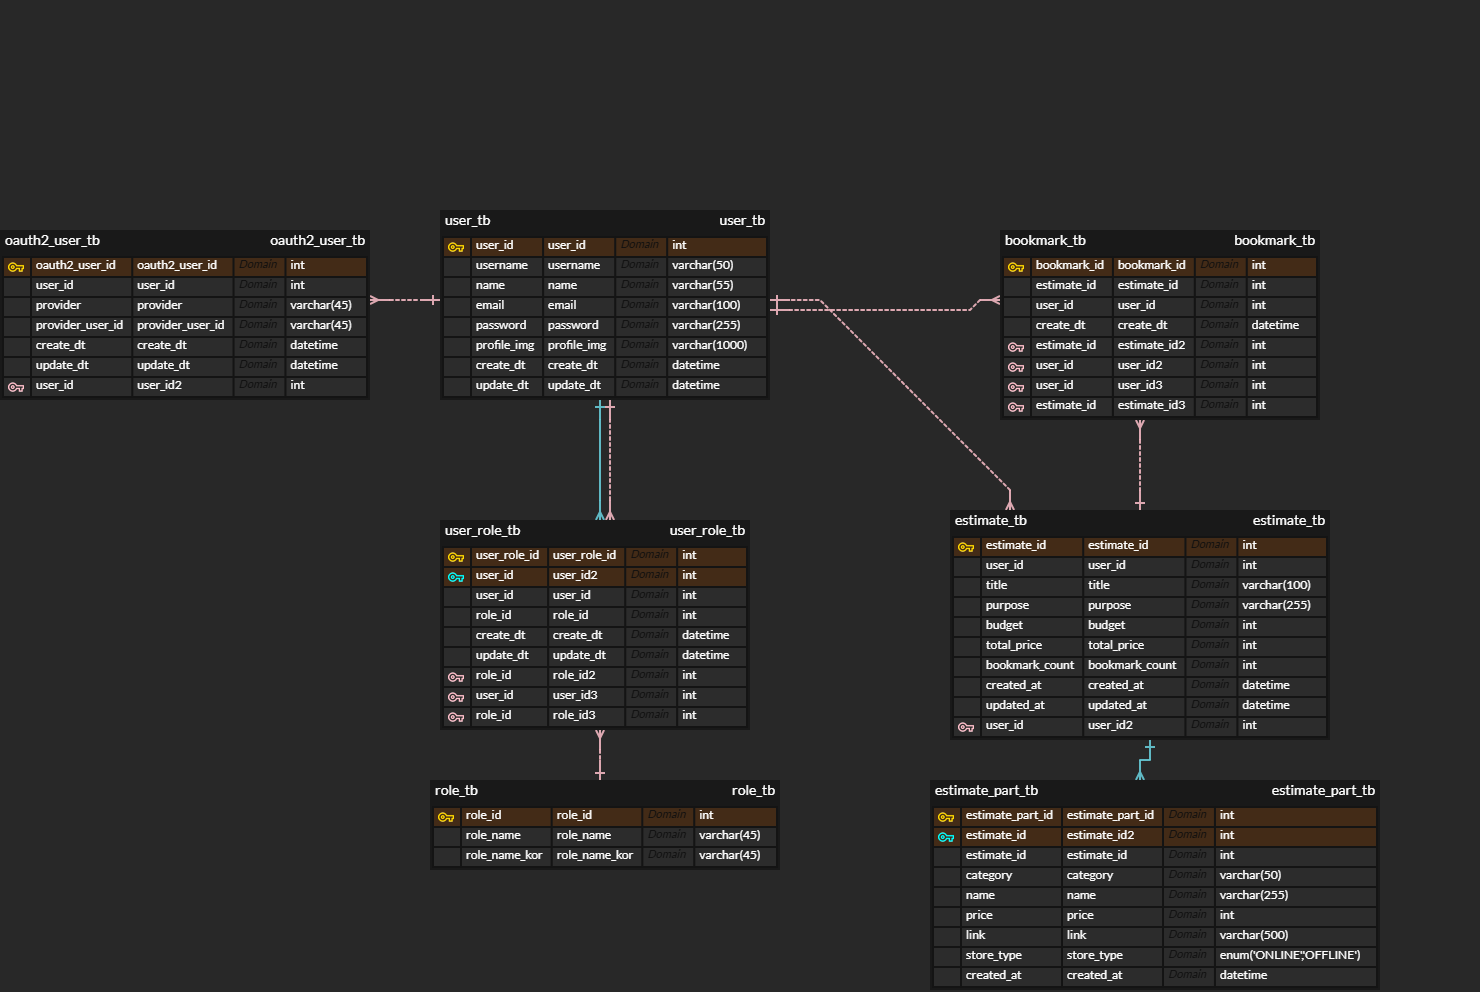 oauth2_user_tb oauth2_user_tb
oauth2_user_id oauth2_user_id Domain int
user_id user_id Domain int
provider provider Domain varchar(45)
provider_user_id provider_user_id Domain varchar(45)
create_dt create_dt Domain datetime
update_dt update_dt Domain datetime
user_id user_id2 Domain int
user_tb user_tb
user_id user_id Domain int
username username Domain varchar(50)
name name Domain varchar(55)
email email Domain varchar(100)
password password Domain varchar(255)
profile_img profile_img Domain varchar(1000)
create_dt create_dt Domain datetime
update_dt update_dt Domain datetime
bookmark_tb bookmark_tb
bookmark_id bookmark_id Domain int
estimate_id estimate_id Domain int
user_id user_id Domain int
create_dt create_dt Domain datetime
estimate_id estimate_id2 Domain int
user_id user_id2 Domain int
user_id user_id3 Domain int
estimate_id estimate_id3 Domain int
user_role_tb user_role_tb
user_role_id user_role_id Domain int
user_id user_id2 Domain int
user_id user_id Domain int
role_id role_id Domain int
create_dt create_dt Domain datetime
update_dt update_dt Domain datetime
role_id role_id2 Domain int
user_id user_id3 Domain int
role_id role_id3 Domain int
estimate_tb estimate_tb
estimate_id estimate_id Domain int
user_id user_id Domain int
title title Domain varchar(100)
purpose purpose Domain varchar(255)
budget budget Domain int
total_price total_price Domain int
bookmark_count bookmark_count Domain int
created_at created_at Domain datetime
updated_at updated_at Domain datetime
user_id user_id2 Domain int
role_tb role_tb
role_id role_id Domain int
role_name role_name Domain varchar(45)
role_name_kor role_name_kor Domain varchar(45)
estimate_part_tb estimate_part_tb
estimate_part_id estimate_part_id Domain int
estimate_id estimate_id2 Domain int
estimate_id estimate_id Domain int
category category Domain varchar(50)
name name Domain varchar(255)
price price Domain int
link link Domain varchar(500)
store_type store_type Domain enum('ONLINE','OFFLINE')
created_at created_at Domain datetime